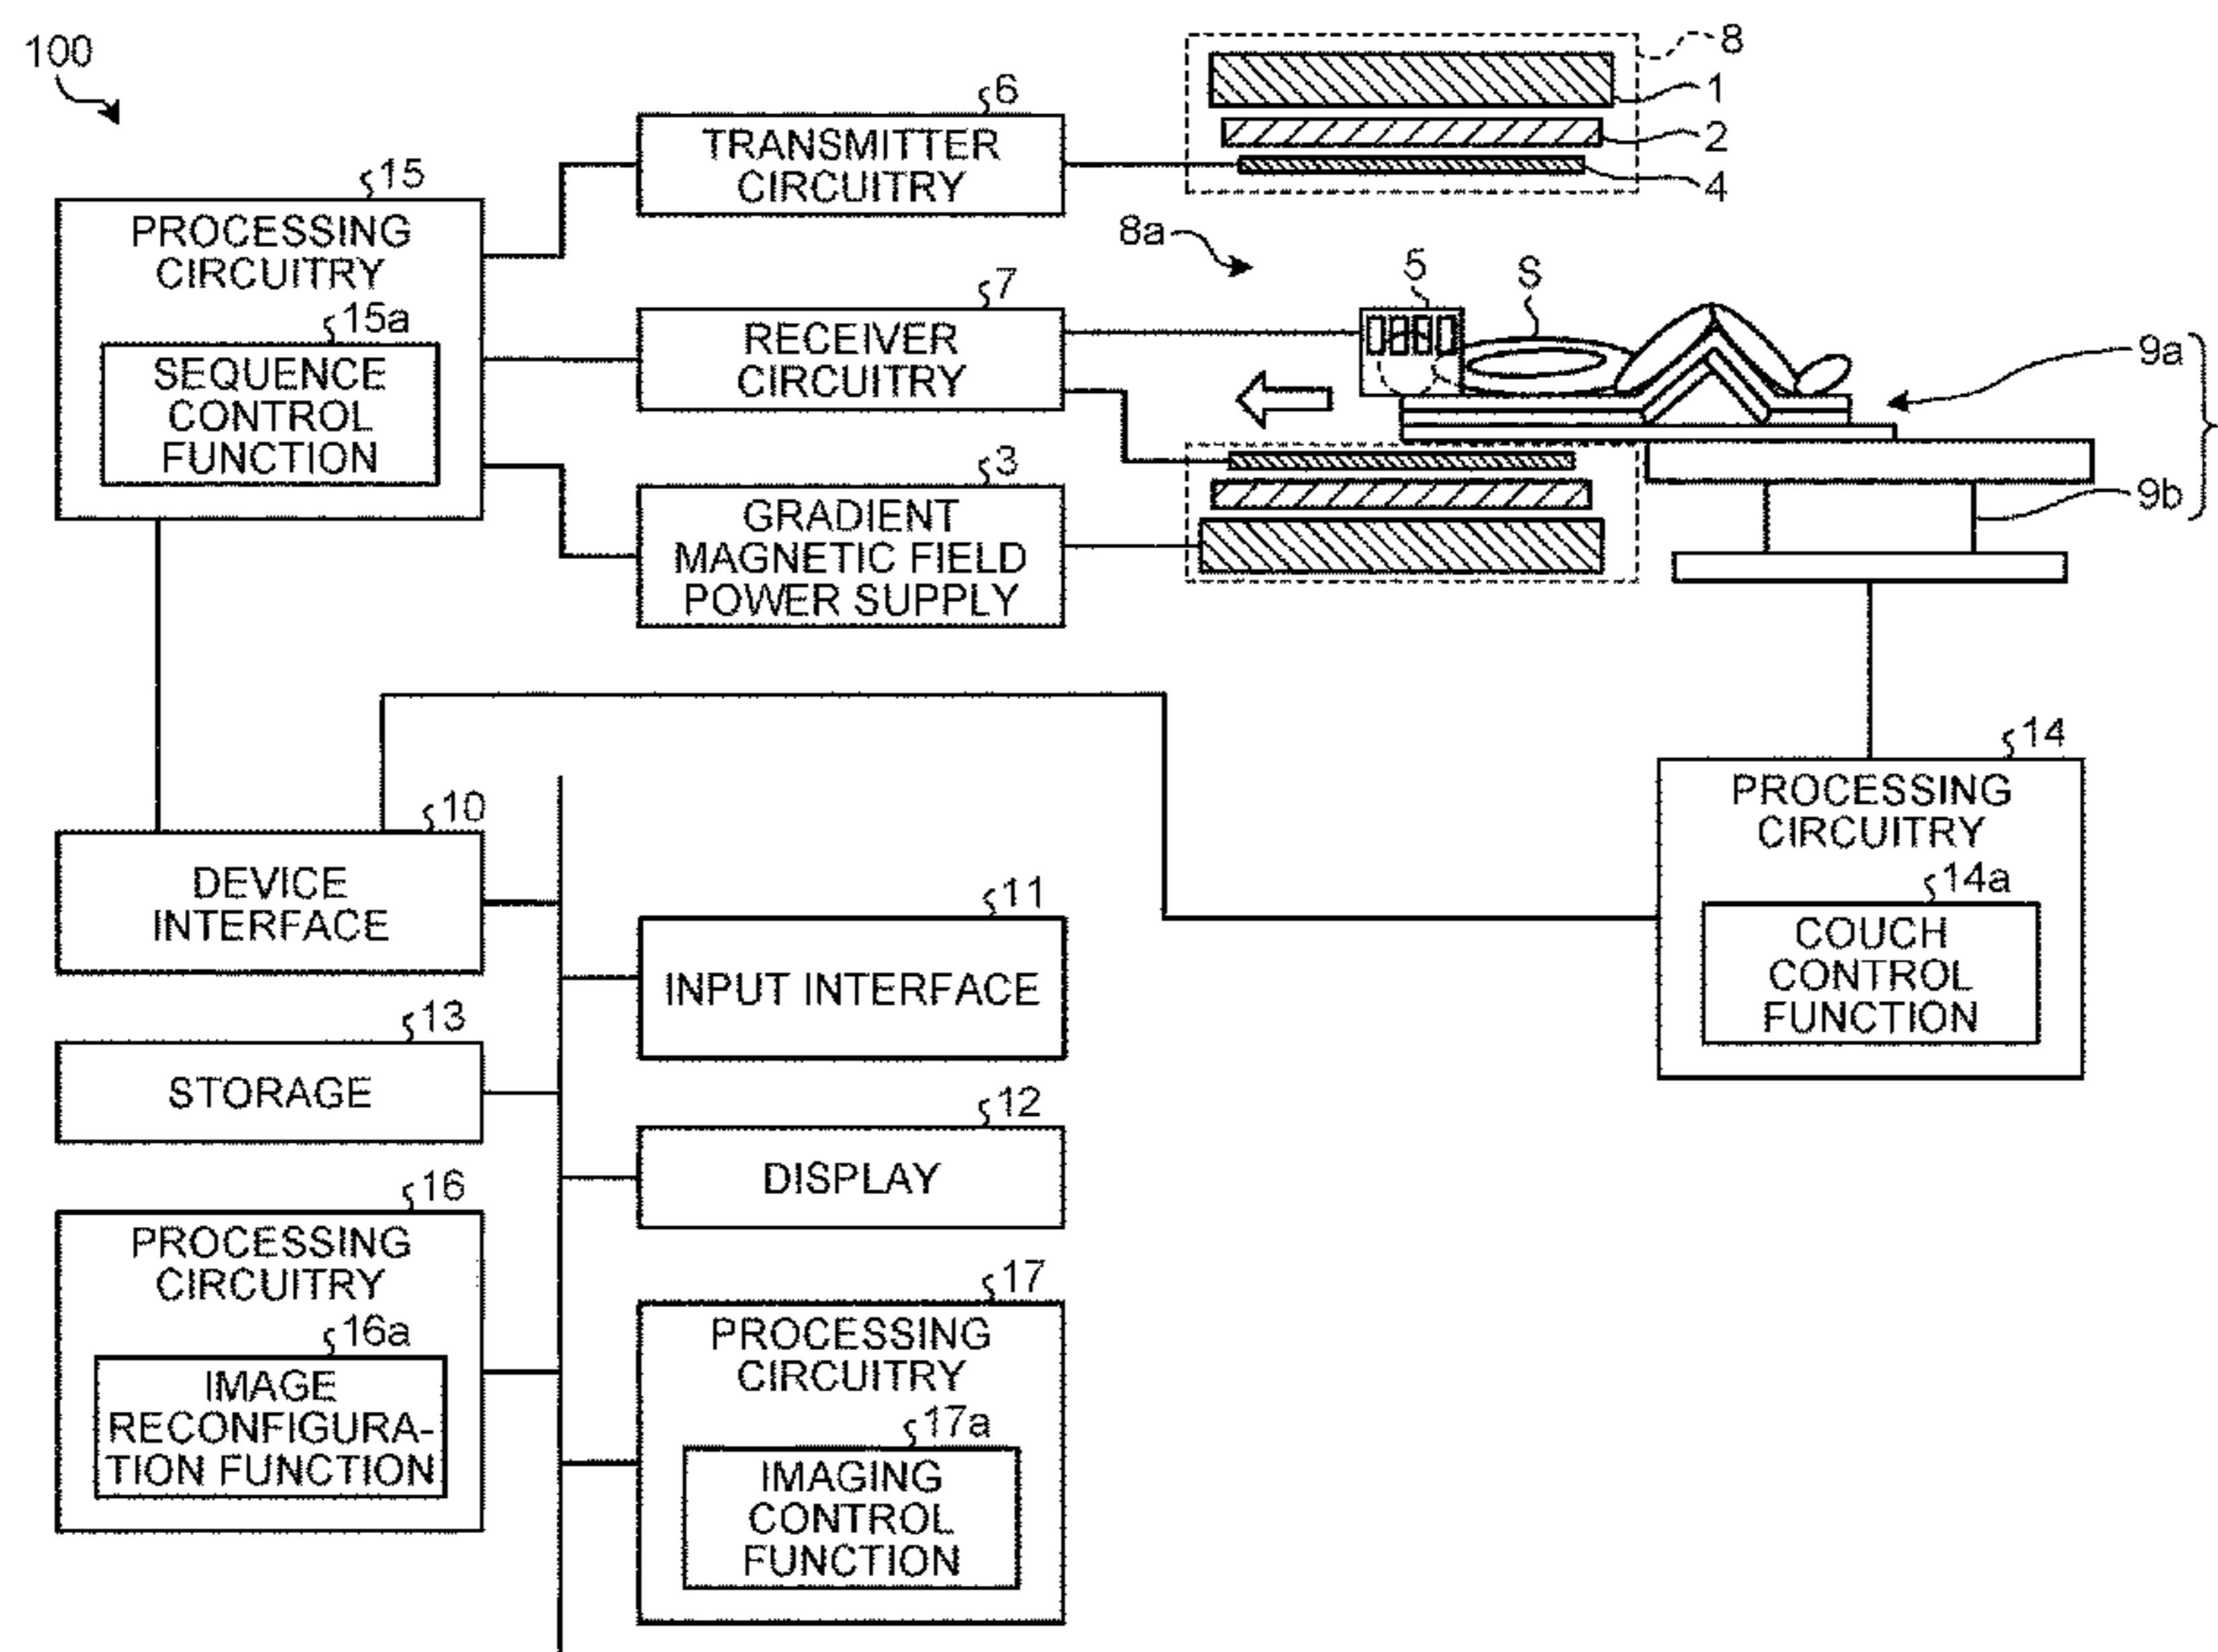 100
6
TRANSMITTER
CIRCUITRY
8
1
2
4
15
PROCESSING
CIRCUITRY
15a
SEQUENCE
CONTROL
FUNCTION
8a
5
S
7
RECEIVER
CIRCUITRY
9a
9b
3
GRADIENT
MAGNETIC FIELD
POWER SUPPLY
14
PROCESSING
CIRCUITRY
14a
COUCH
CONTROL
FUNCTION
10
DEVICE
INTERFACE
11
INPUT INTERFACE
13
STORAGE
12
DISPLAY
16
PROCESSING
CIRCUITRY
16a
IMAGE
RECONFIGURA-
TION FUNCTION
17
PROCESSING
CIRCUITRY
17a
IMAGING
CONTROL
FUNCTION